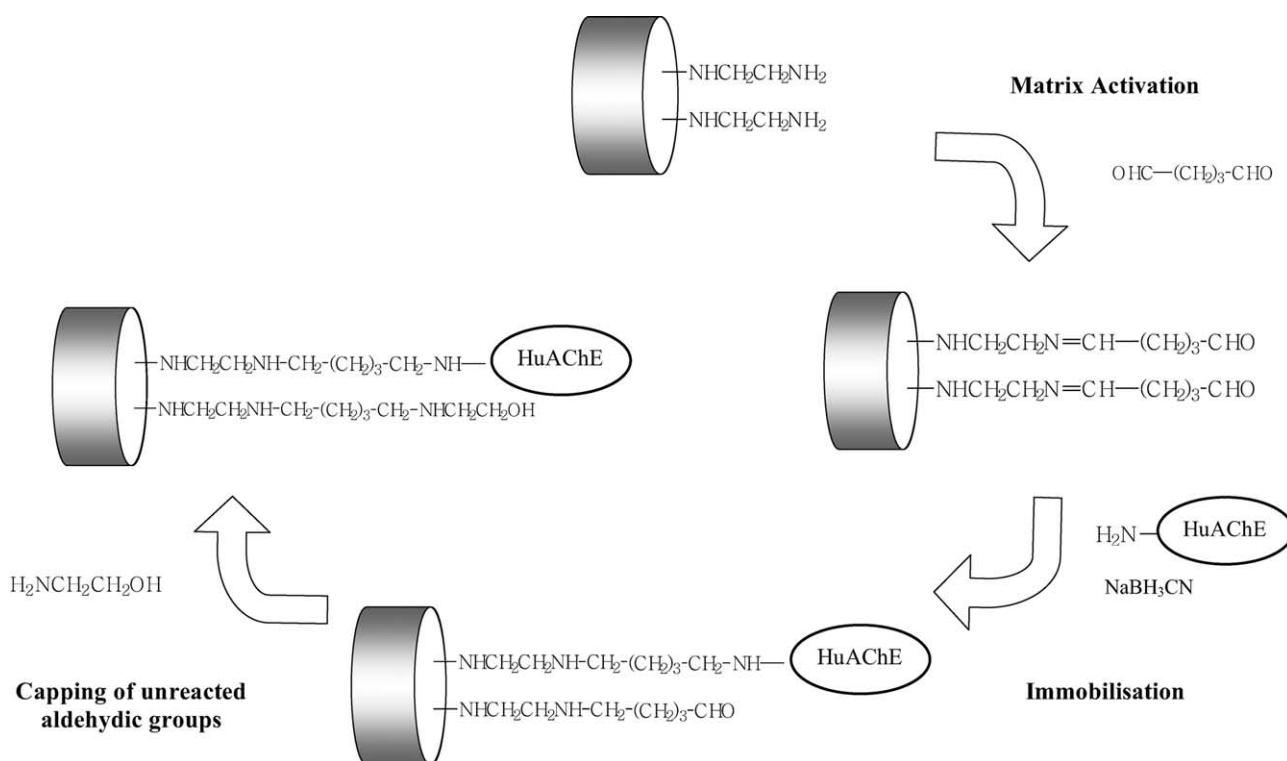 NHCH₂CH₂NH₂
NHCH₂CH₂NH₂
Matrix Activation
OHC—(CH₂)₃-CHO
NHCH₂CH₂N=CH—(CH₂)₃-CHO
NHCH₂CH₂N=CH—(CH₂)₃-CHO
H₂N—
HuAChE
NaBH₃CN
Immobilisation
NHCH₂CH₂NH-CH₂-(CH₂)₃-CH₂-NH—
HuAChE
NHCH₂CH₂NH-CH₂-(CH₂)₃-CHO
H₂NCH₂CH₂OH
Capping of unreacted
aldehydic groups
NHCH₂CH₂NH-CH₂-(CH₂)₃-CH₂-NH—
HuAChE
NHCH₂CH₂NH-CH₂-(CH₂)₃-CH₂-NHCH₂CH₂OH